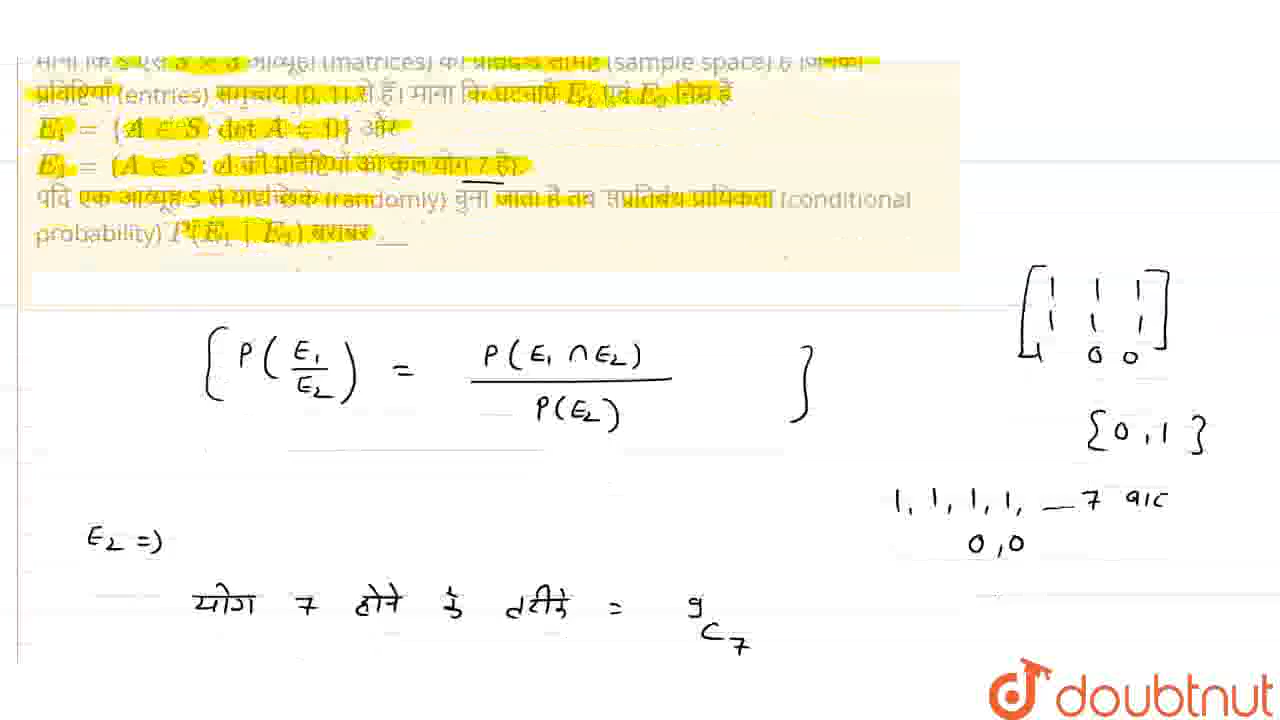 माना कि S ऐसे 3 × 3 आव्यूहों (matrices) का प्रतिदर्श समष्टि (sample space) है जिनकी
प्रविष्टियाँ (entries) समुच्चय {0, 1} से हैं। माना कि घटनाएँ E₁ एवं E₂ निम्न हैं
E₁ = {A ∈ S : det A = 0} और
E₂ = {A ∈ S : A की प्रविष्टियों का कुल योग 7 है}.
यदि एक आव्यूह S से यादृच्छिक (randomly) चुना जाता है तब सप्रतिबंध प्रायिकता (conditional
probability) P(E₁ | E₂) बराबर __
[1 1 1
1 1 1
1 0 0]
{ P(E₁/E₂) = P(E₁ ∩ E₂) / P(E₂) }
{0, 1}
1, 1, 1, 1, — 7 बार
0, 0
E₂ ⇒
योग 7 होने के तरीके = ⁹C₇
doubtnut